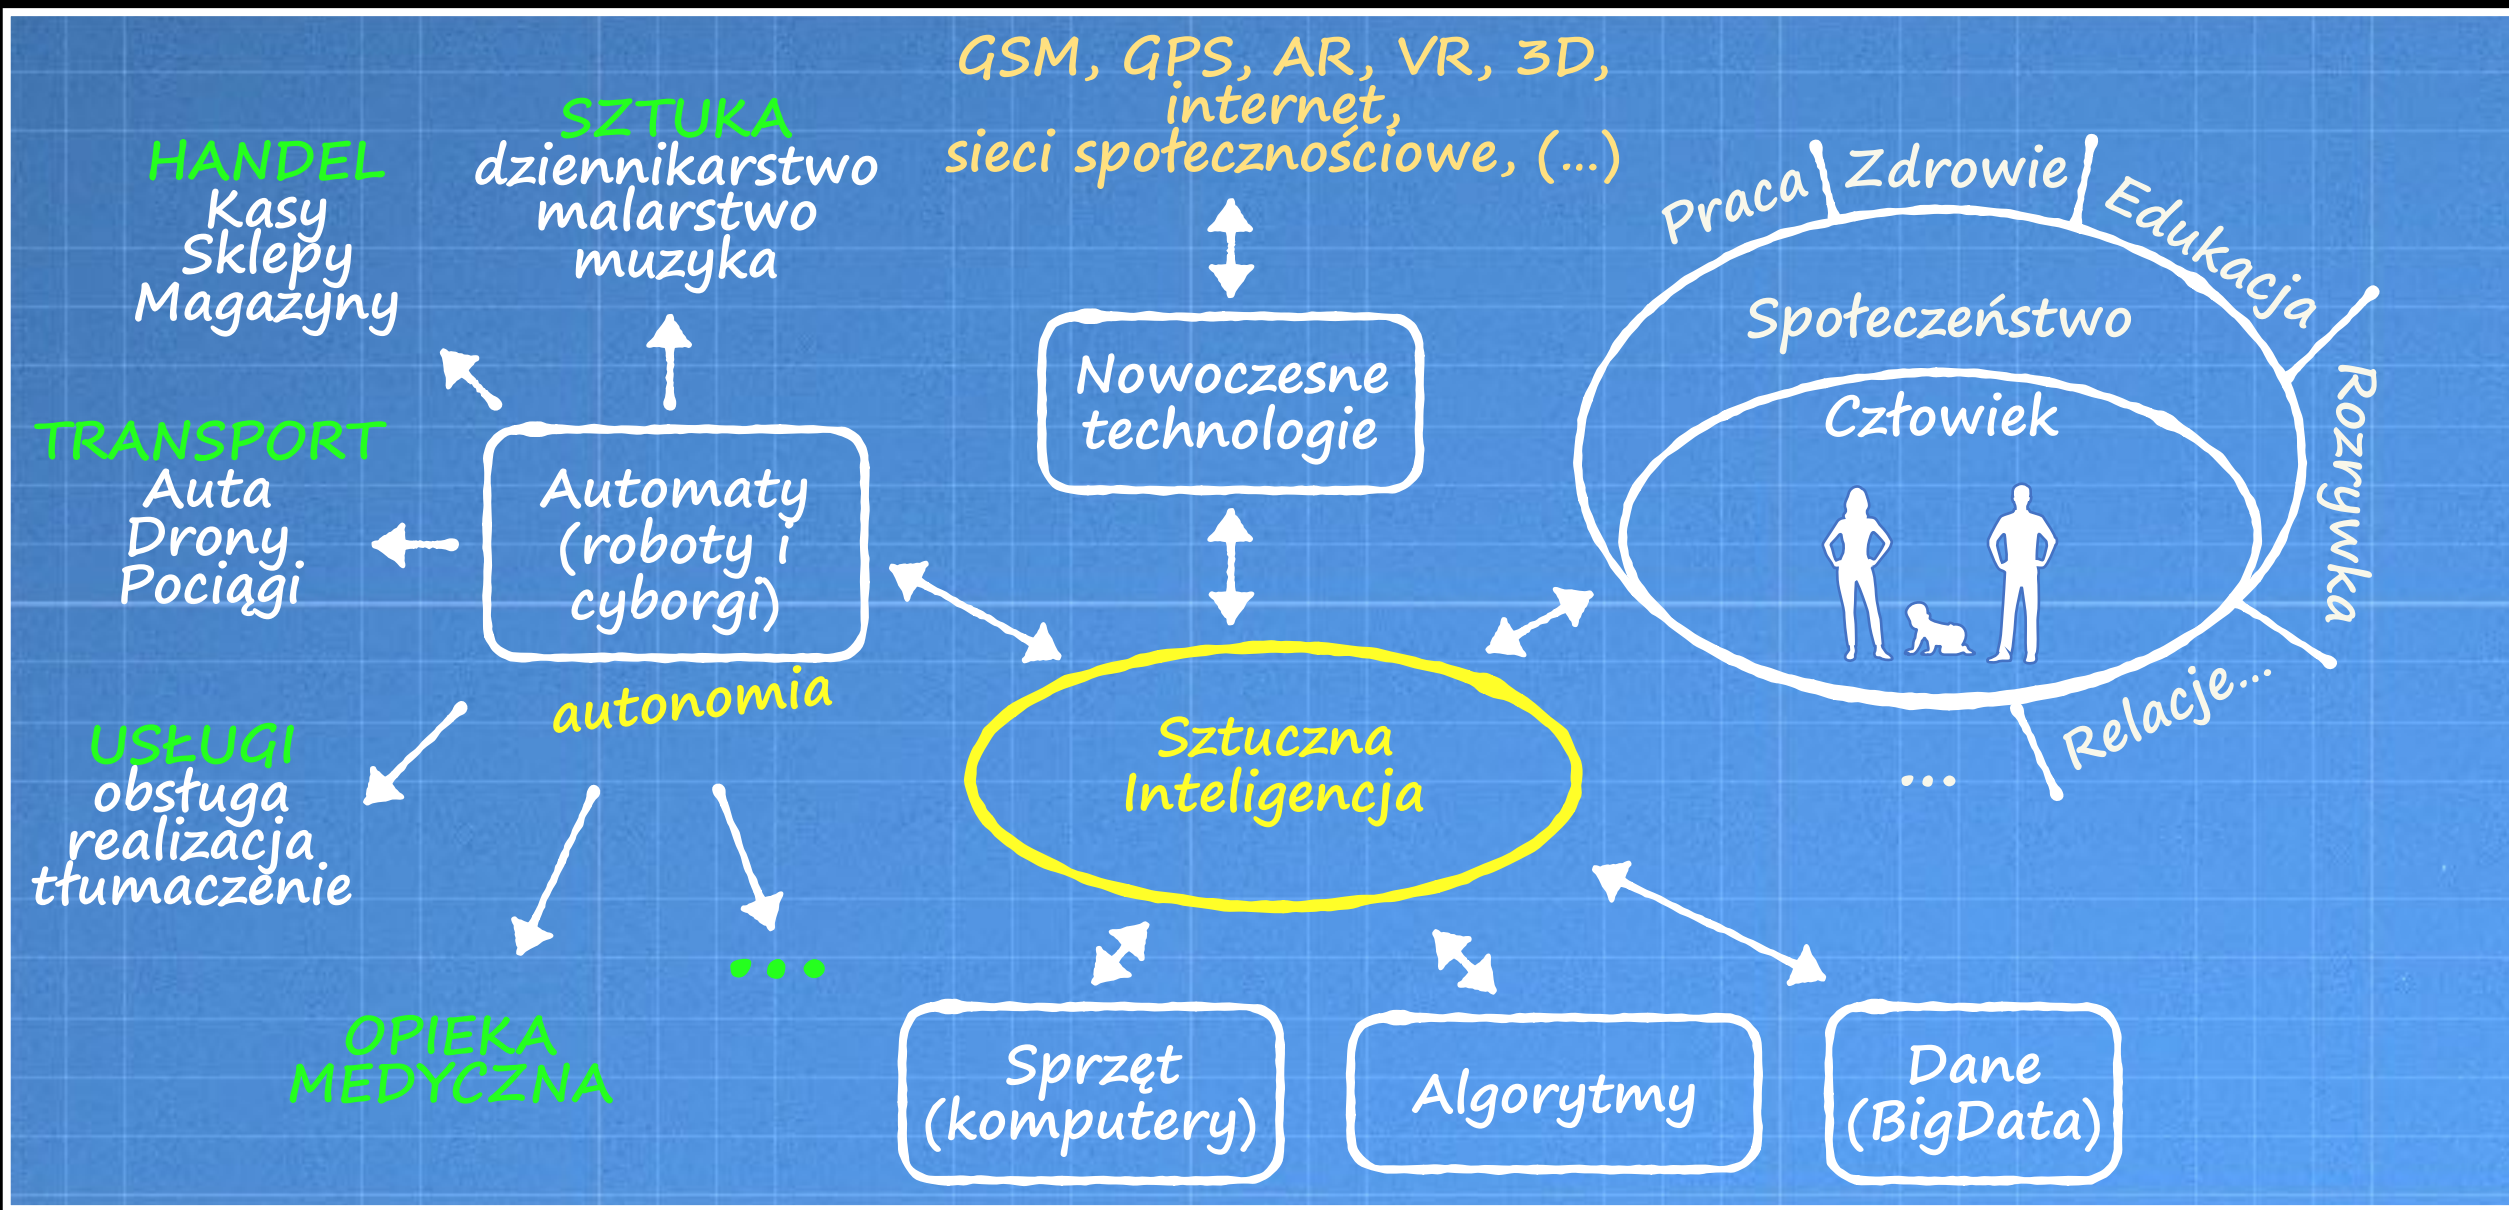 GSM, GPS, AR, VR, 3D,
internet,
sieci społecznościowe, (...)
SZTUKA
dziennikarstwo
malarstwo
muzyka
HANDEL
Kasy
Sklepy
Magazyny
TRANSPORT
Auta
Drony
Pociągi
Automaty
(roboty i
cyborgi)
autonomia
USŁUGI
obsługa
realizacja
tłumaczenie
OPIEKA
MEDYCZNA
...
Nowoczesne
technologie
Sztuczna
Inteligencja
Praca
Zdrowie
Edukacja
Rozrywka
Relacje...
...
Społeczeństwo
Człowiek
Sprzęt
(komputery)
Algorytmy
Dane
(BigData)